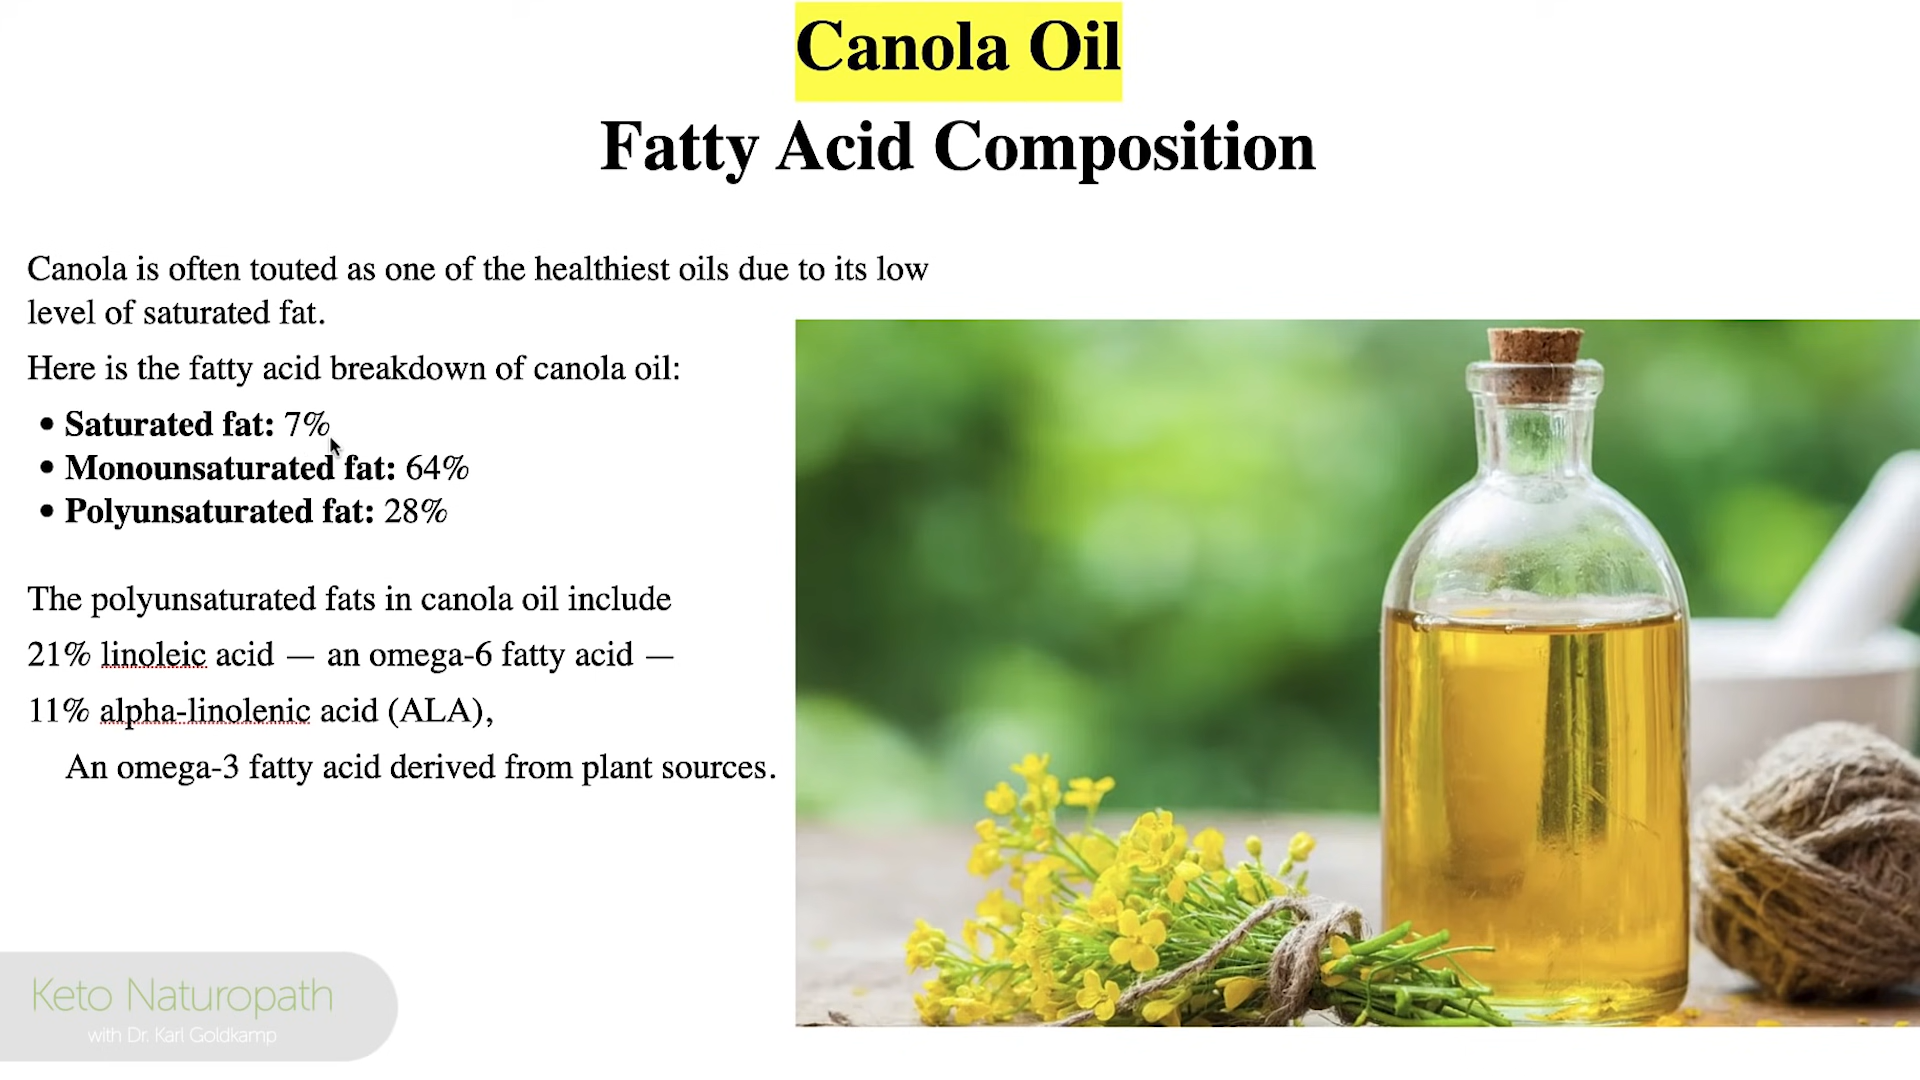 Canola Oil
Fatty Acid Composition
Canola is often touted as one of the healthiest oils due to its low
level of saturated fat.
Here is the fatty acid breakdown of canola oil:
• Saturated fat: 7%
• Monounsaturated fat: 64%
• Polyunsaturated fat: 28%
The polyunsaturated fats in canola oil include
21% linoleic acid — an omega-6 fatty acid —
11% alpha-linolenic acid (ALA),
An omega-3 fatty acid derived from plant sources.
Keto Naturopath
with Dr. Karl Goldkamp